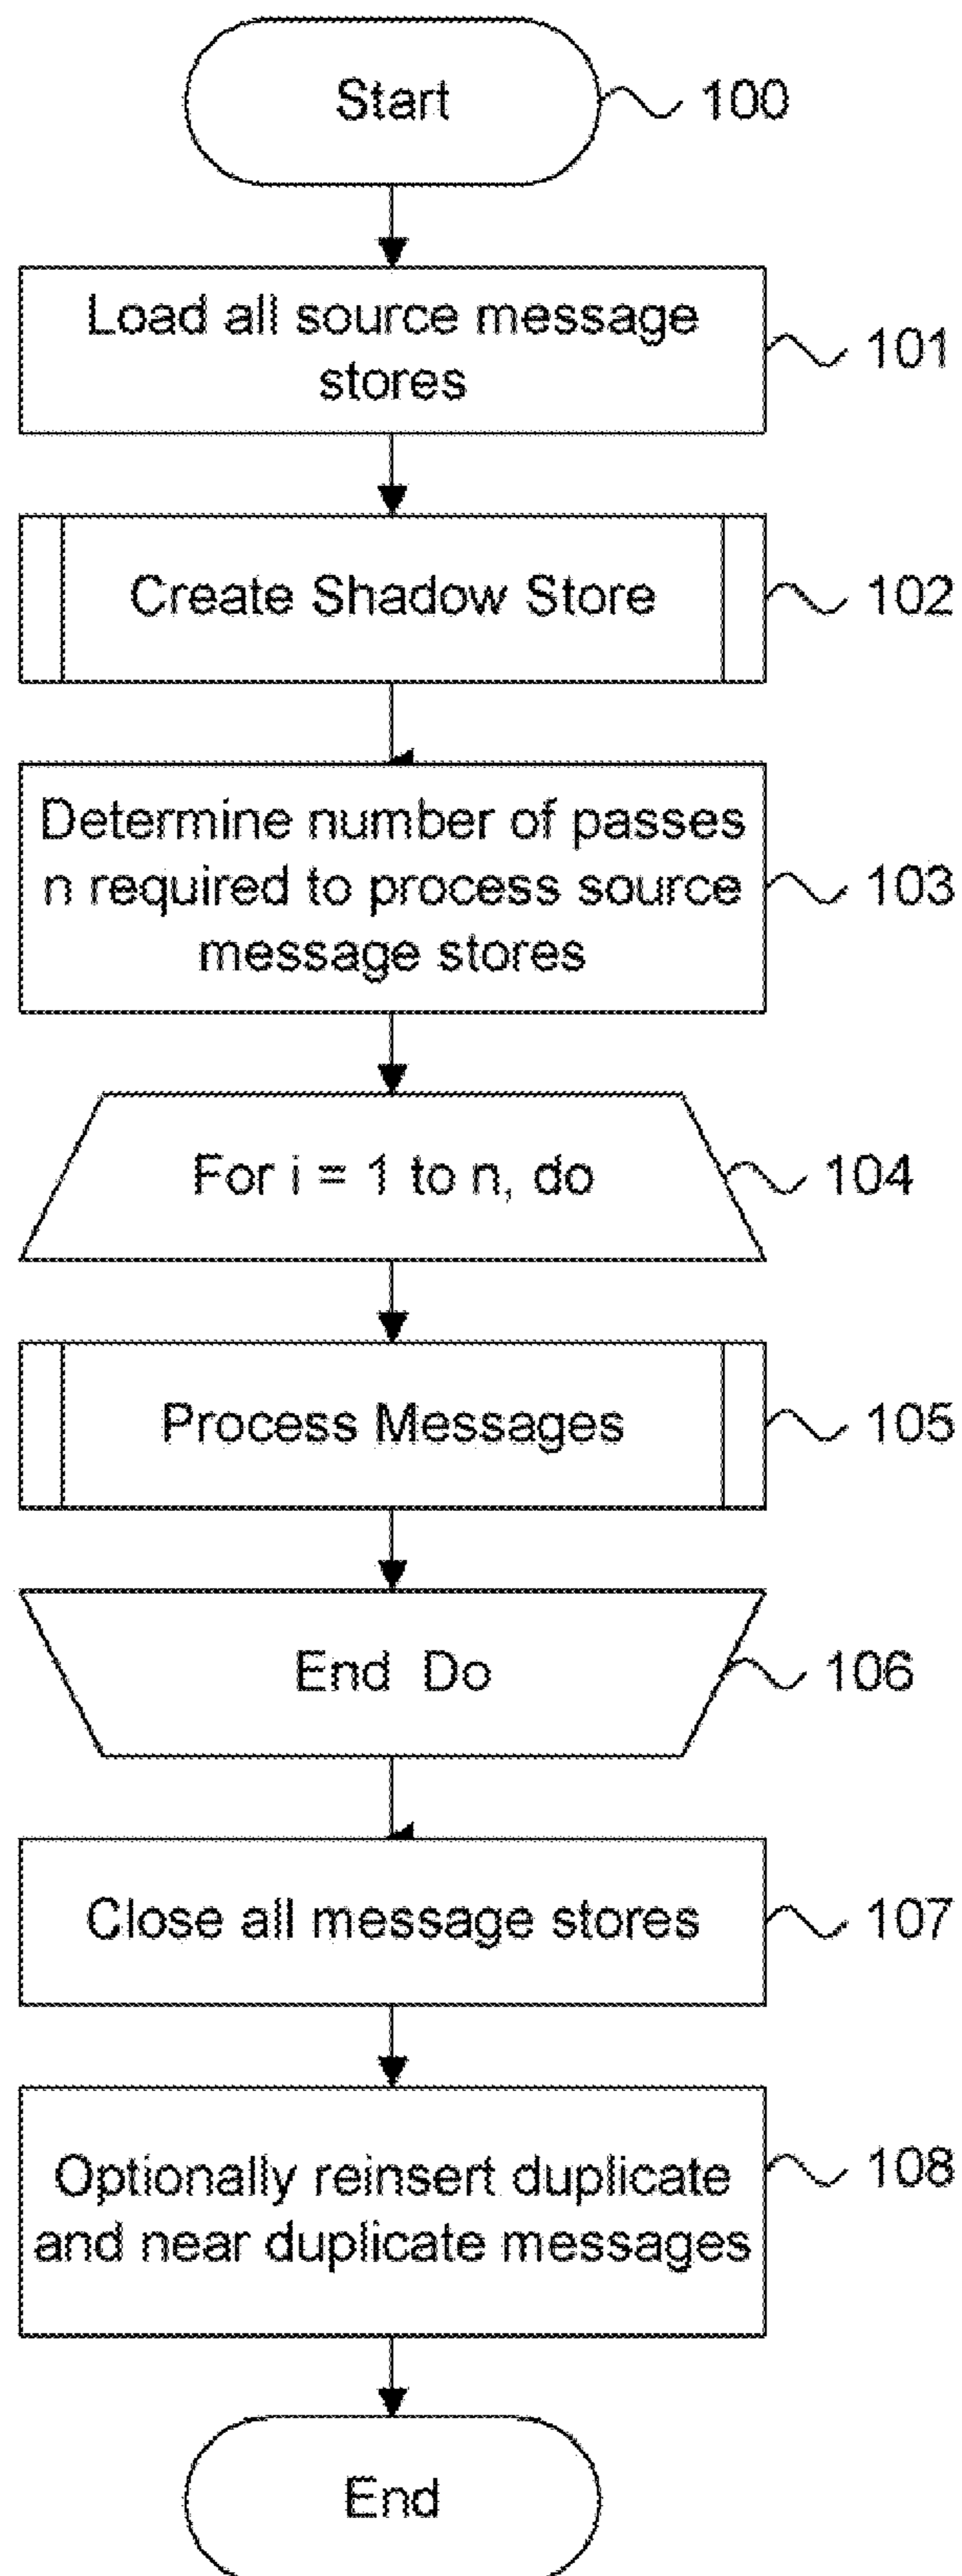 Start
100
Load all source message
stores
101
Create Shadow Store
102
Determine number of passes
n required to process source
message stores
103
For i = 1 to n, do
104
Process Messages
105
End Do
106
Close all message stores
107
Optionally reinsert duplicate
and near duplicate messages
108
End